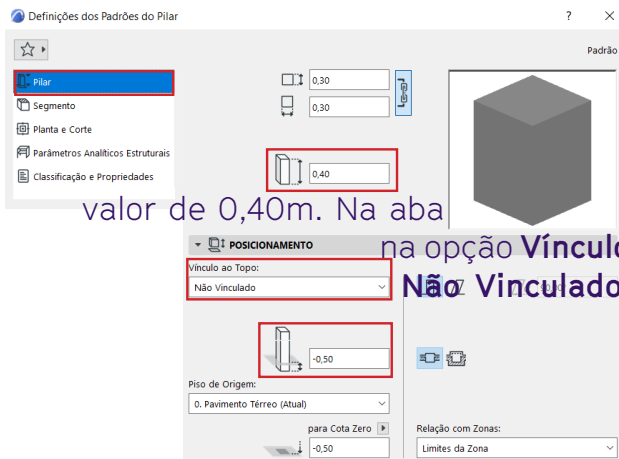 Definições dos Padrões do Pilar
? ×
Padrão
Pilar
0,30
Segmento
0,30
Planta e Corte
Parâmetros Analíticos Estruturais
Classificação e Propriedades
0,40
valor de 0,40m. Na aba
POSICIONAMENTO
na opção Vínculo
Vínculo ao Topo:
Não Vinculado
Não Vinculado
-0,50
Piso de Origem:
0. Pavimento Térreo (Atual)
para Cota Zero
Relação com Zonas:
-0,50
Limites da Zona